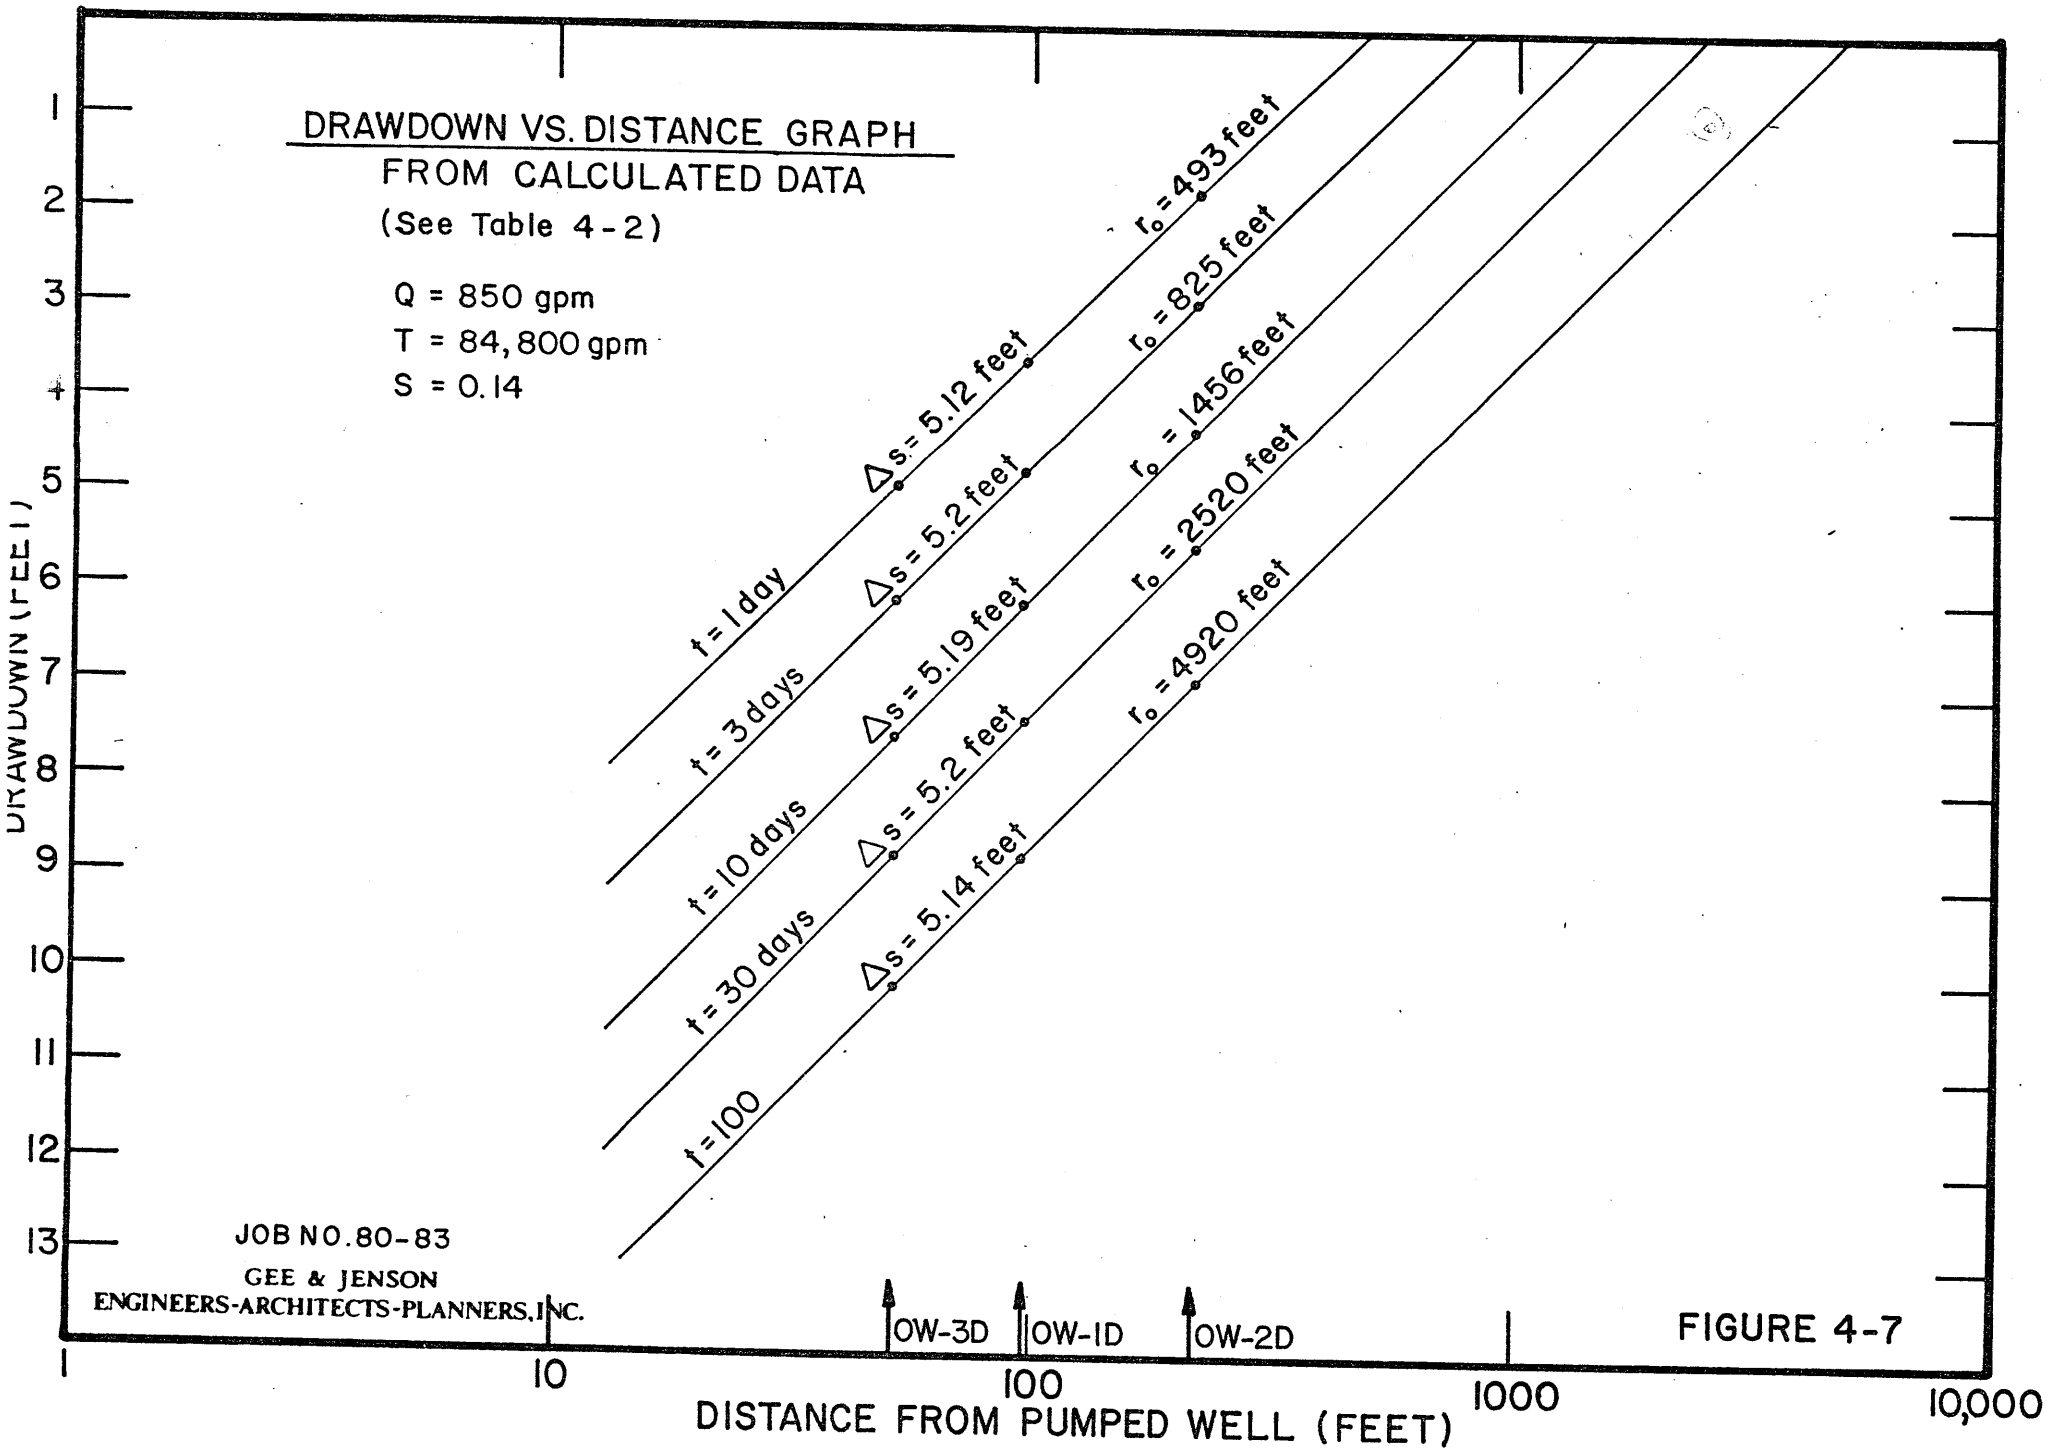 DRAWDOWN VS. DISTANCE GRAPH
FROM CALCULATED DATA
(See Table 4-2)
Q = 850 gpm
T = 84,800 gpm
S = 0.14
DRAWDOWN (FEET)
1
2
3
4
5
6
7
8
9
10
11
12
13
t = 1 day
Δs = 5.12 feet
r₀ = 493 feet
t = 3 days
Δs = 5.2 feet
r₀ = 825 feet
t = 10 days
Δs = 5.19 feet
r₀ = 1456 feet
t = 30 days
Δs = 5.2 feet
r₀ = 2520 feet
t = 100
Δs = 5.14 feet
r₀ = 4920 feet
JOB NO. 80-83
GEE & JENSON
ENGINEERS-ARCHITECTS-PLANNERS, INC.
OW-3D
OW-1D
OW-2D
FIGURE 4-7
1
10
100
1000
10,000
DISTANCE FROM PUMPED WELL (FEET)